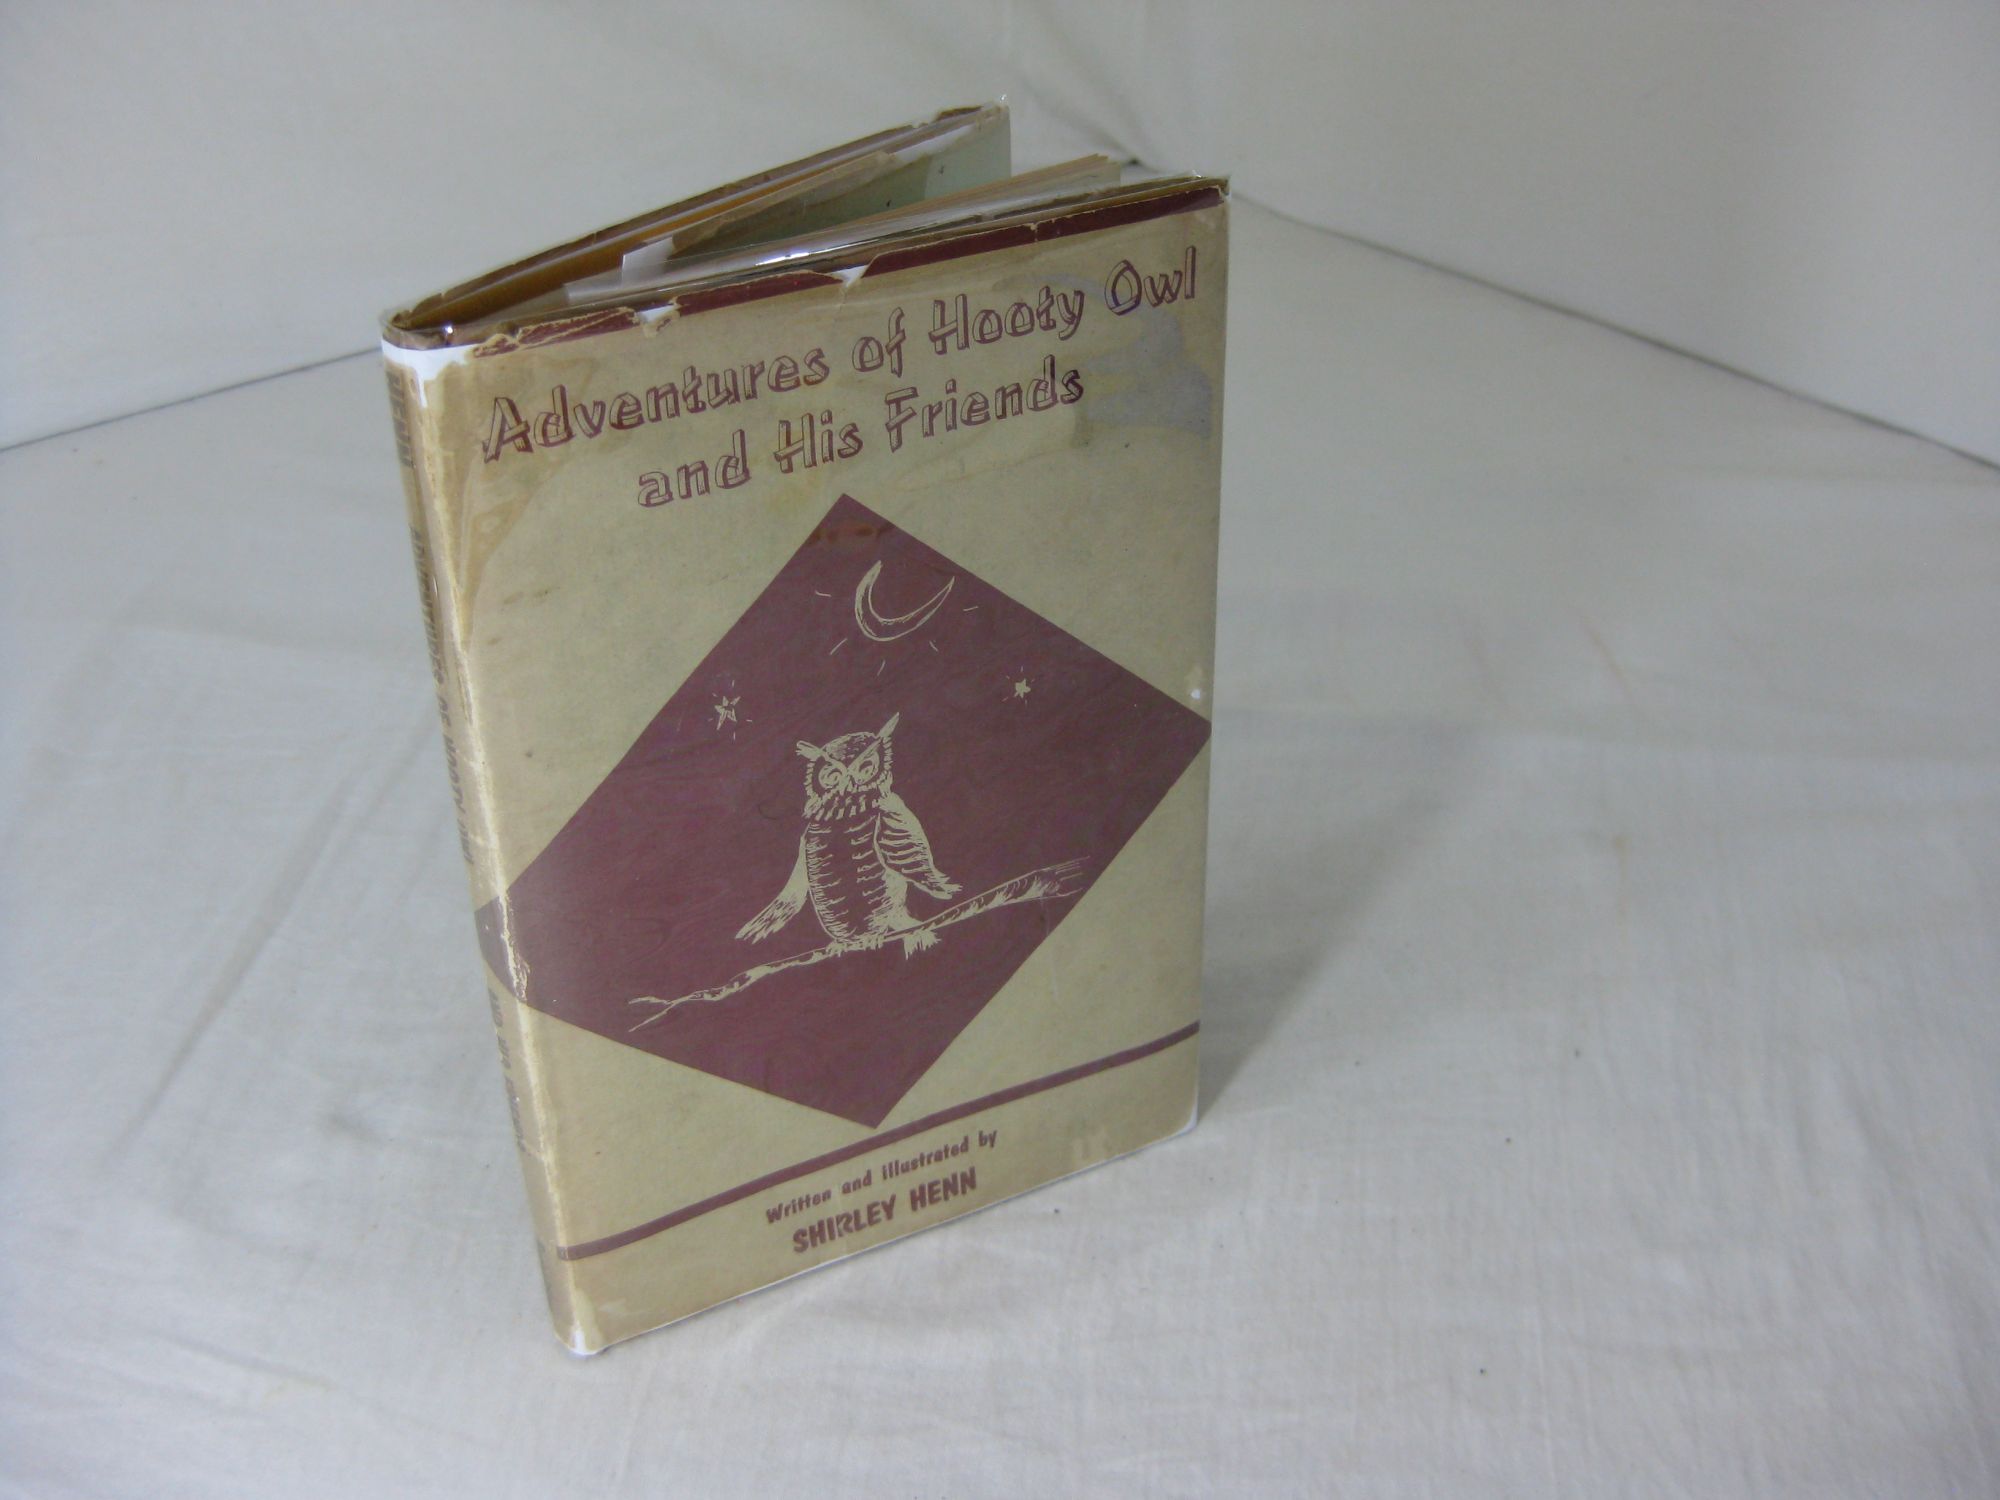 Adventures of Hooty Owl
and His Friends
Written and illustrated by
SHIRLEY HENN
HENN ADVENTURES OF HOOTY OWL AND HIS FRIENDS